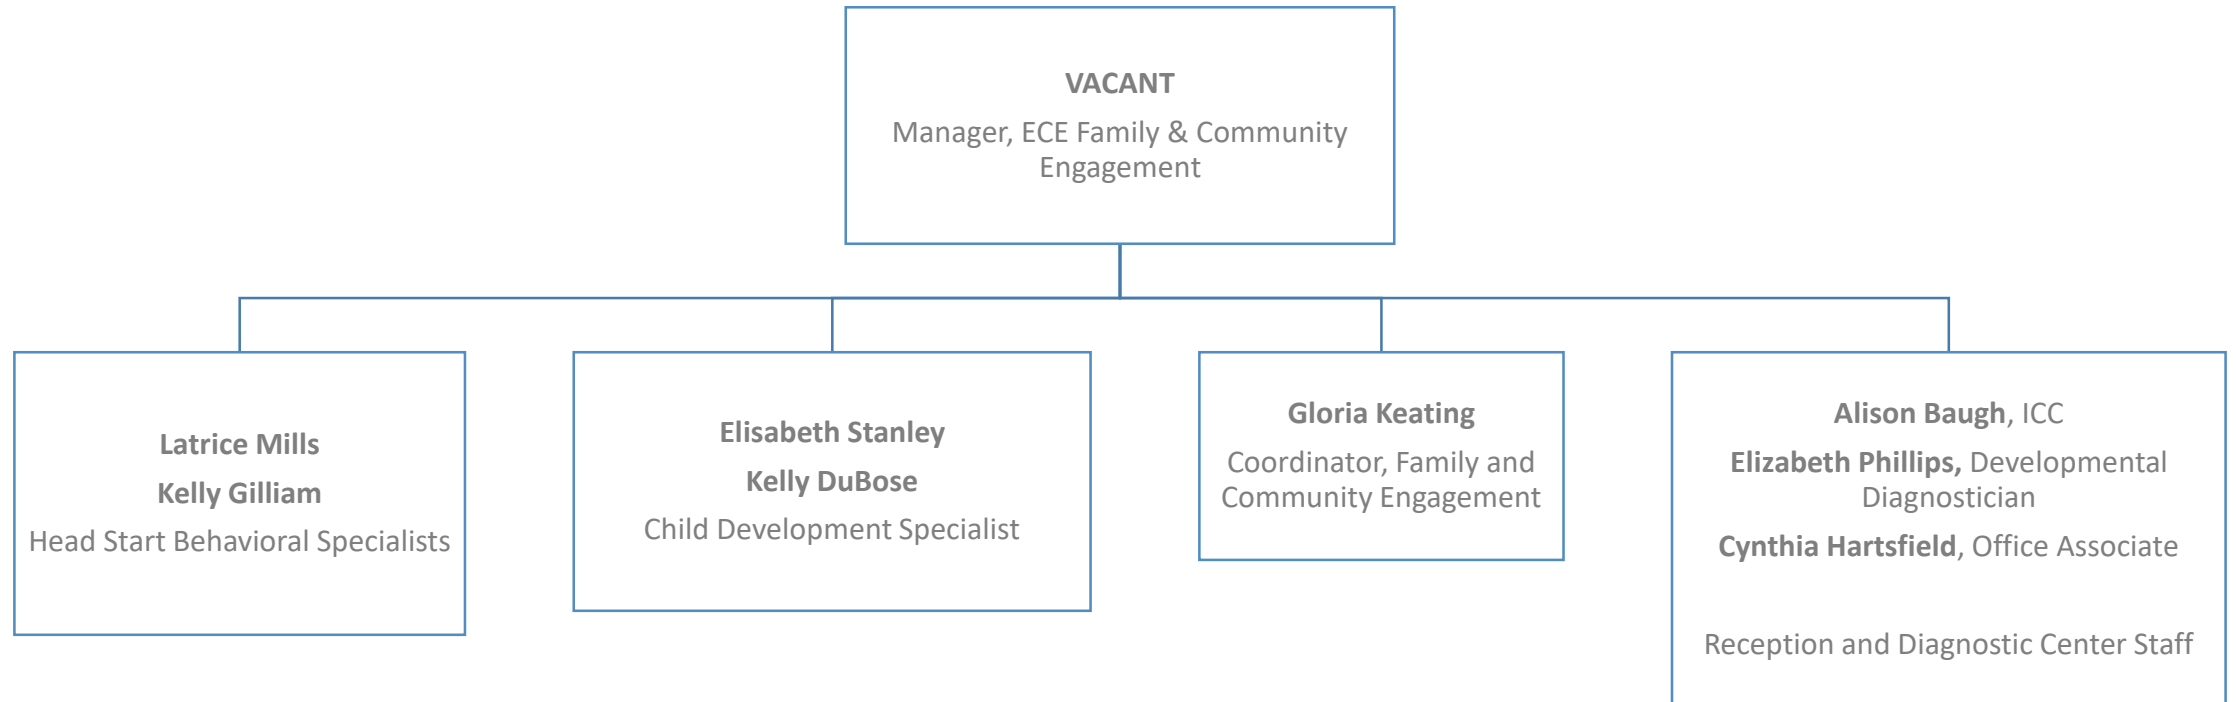 VACANT
Manager, ECE Family & Community
Engagement
Latrice Mills
Kelly Gilliam
Head Start Behavioral Specialists
Elisabeth Stanley
Kelly DuBose
Child Development Specialist
Gloria Keating
Coordinator, Family and
Community Engagement
Alison Baugh, ICC
Elizabeth Phillips, Developmental
Diagnostician
Cynthia Hartsfield, Office Associate
Reception and Diagnostic Center Staff